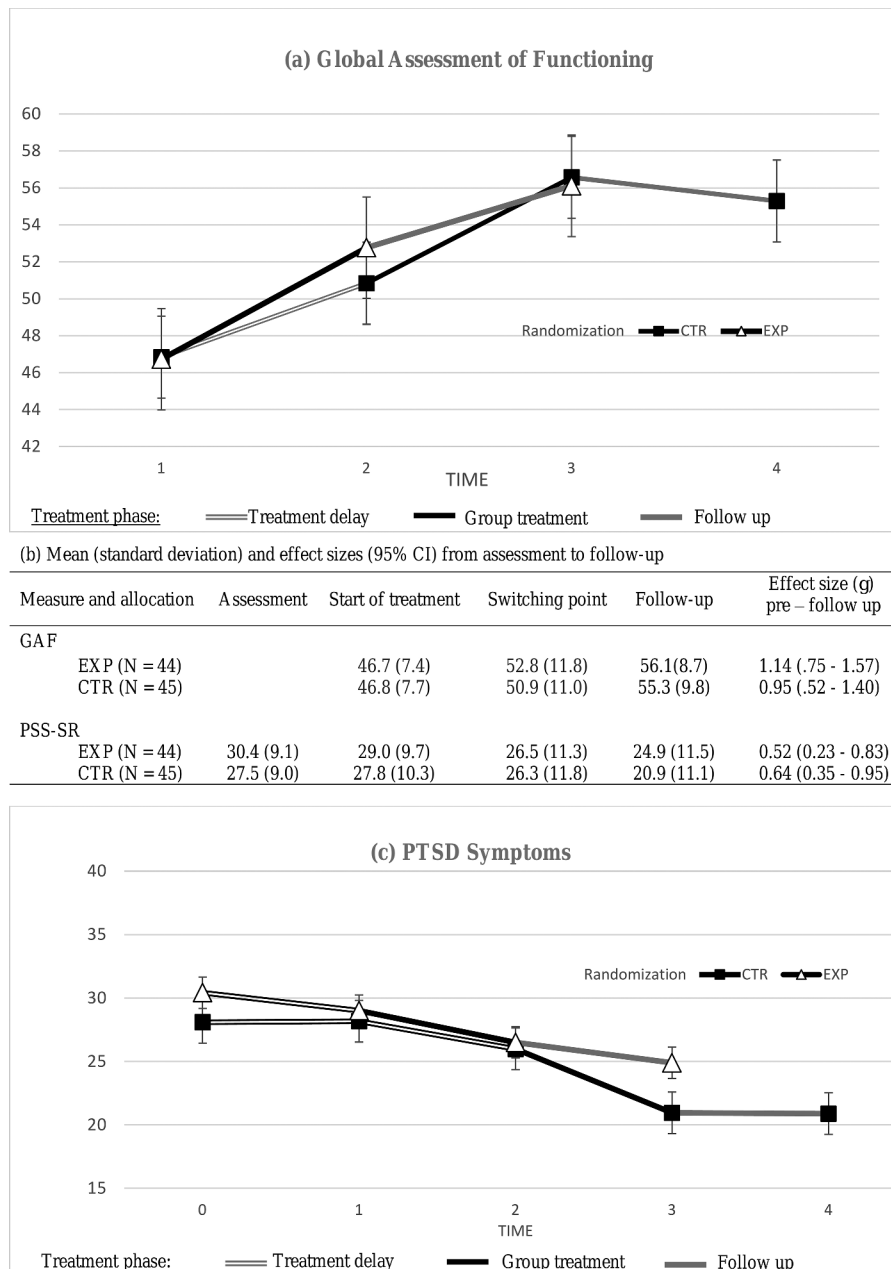 (a) Global Assessment of Functioning
60
58
56
54
52
50
48
46
44
42
Randomization CTR EXP
1 2 3 4
TIME
Treatment phase: Treatment delay Group treatment Follow up
(b) Mean (standard deviation) and effect sizes (95% CI) from assessment to follow-up
Measure and allocation Assessment Start of treatment Switching point Follow-up Effect size (g) pre – follow up
GAF
EXP (N = 44) 46.7 (7.4) 52.8 (11.8) 56.1(8.7) 1.14 (.75 - 1.57)
CTR (N = 45) 46.8 (7.7) 50.9 (11.0) 55.3 (9.8) 0.95 (.52 - 1.40)
PSS-SR
EXP (N = 44) 30.4 (9.1) 29.0 (9.7) 26.5 (11.3) 24.9 (11.5) 0.52 (0.23 - 0.83)
CTR (N = 45) 27.5 (9.0) 27.8 (10.3) 26.3 (11.8) 20.9 (11.1) 0.64 (0.35 - 0.95)
(c) PTSD Symptoms
40
35
30
25
20
15
Randomization CTR EXP
0 1 2 3 4
TIME
Treatment phase: Treatment delay Group treatment Follow up